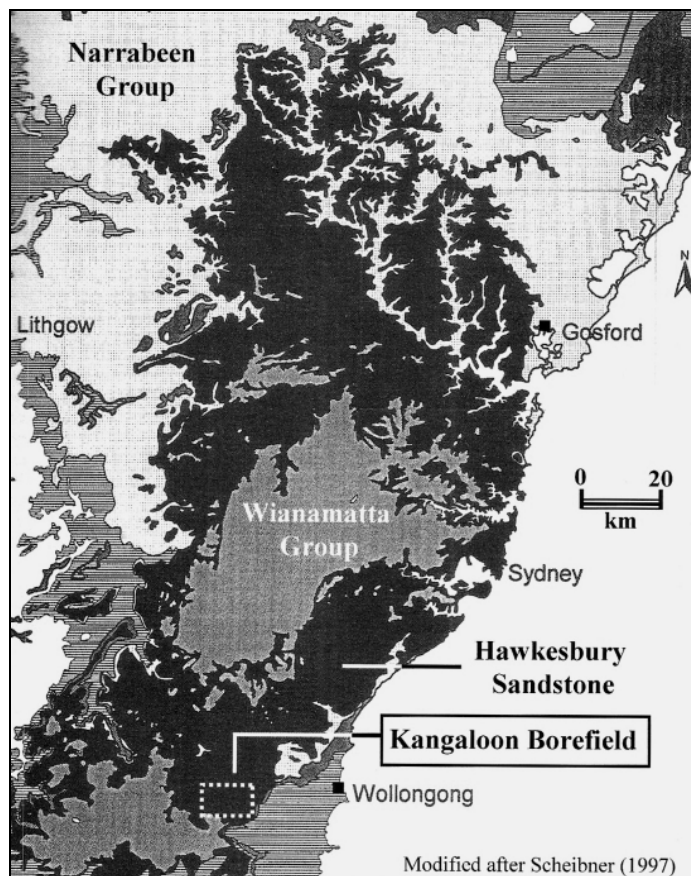 Narrabeen
Group
N
Lithgow
Gosford
0 20
km
Wianamatta
Group
Sydney
Hawkesbury
Sandstone
Kangaloon Borefield
Wollongong
Modified after Scheibner (1997)